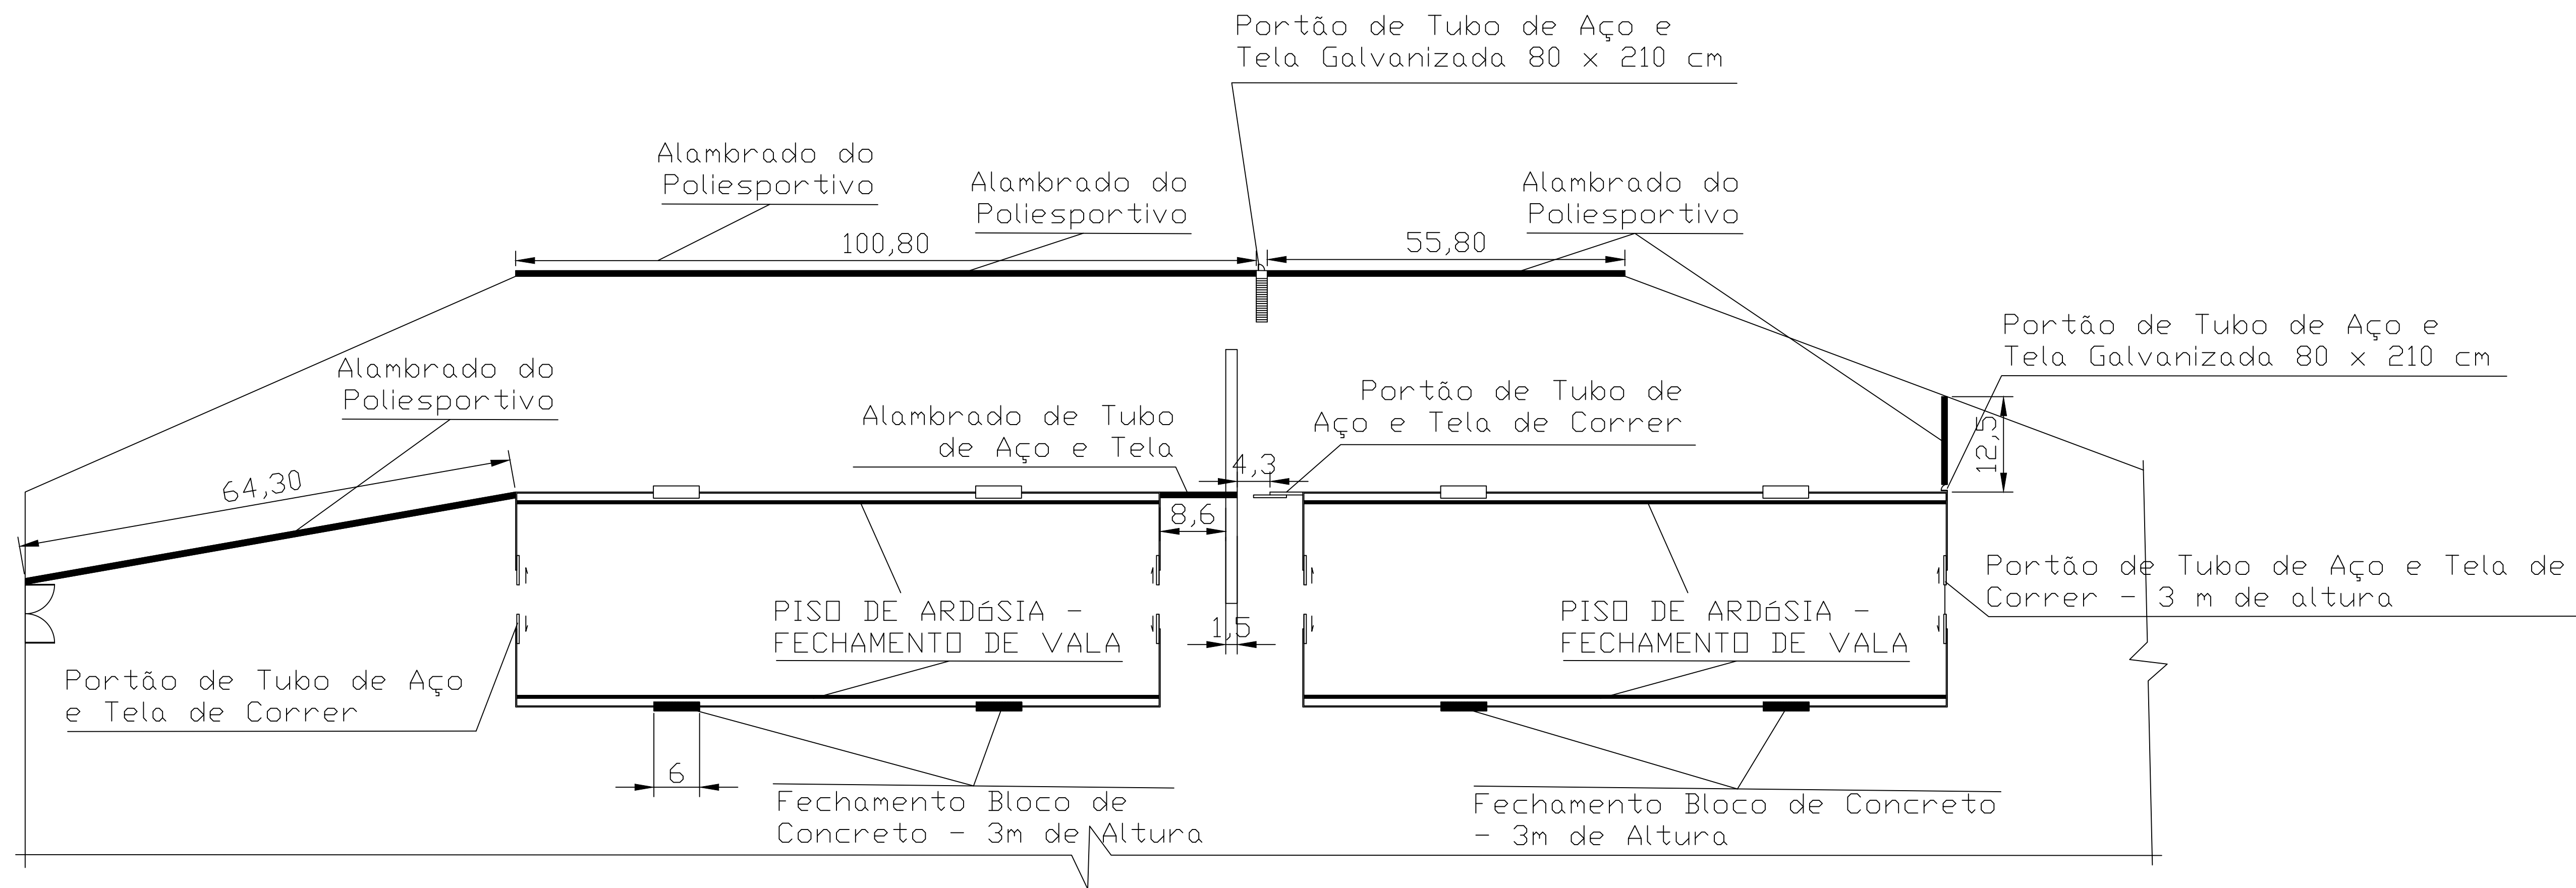 Portão de Tubo de Aço e
Tela Galvanizada 80 x 210 cm
Alambrado do
Poliesportivo
Alambrado do
Poliesportivo
Alambrado do
Poliesportivo
100,80
55,80
Portão de Tubo de Aço e
Tela Galvanizada 80 x 210 cm
Alambrado do
Poliesportivo
Alambrado de Tubo
de Aço e Tela
Portão de Tubo de
Aço e Tela de Correr
12,5
4,3
64,30
8,6
Portão de Tubo de Aço e Tela de
Correr - 3 m de altura
PISO DE ARDóSIA -
FECHAMENTO DE VALA
1,5
PISO DE ARDóSIA -
FECHAMENTO DE VALA
Portão de Tubo de Aço
e Tela de Correr
6
Fechamento Bloco de
Concreto - 3m de Altura
Fechamento Bloco de Concreto
- 3m de Altura